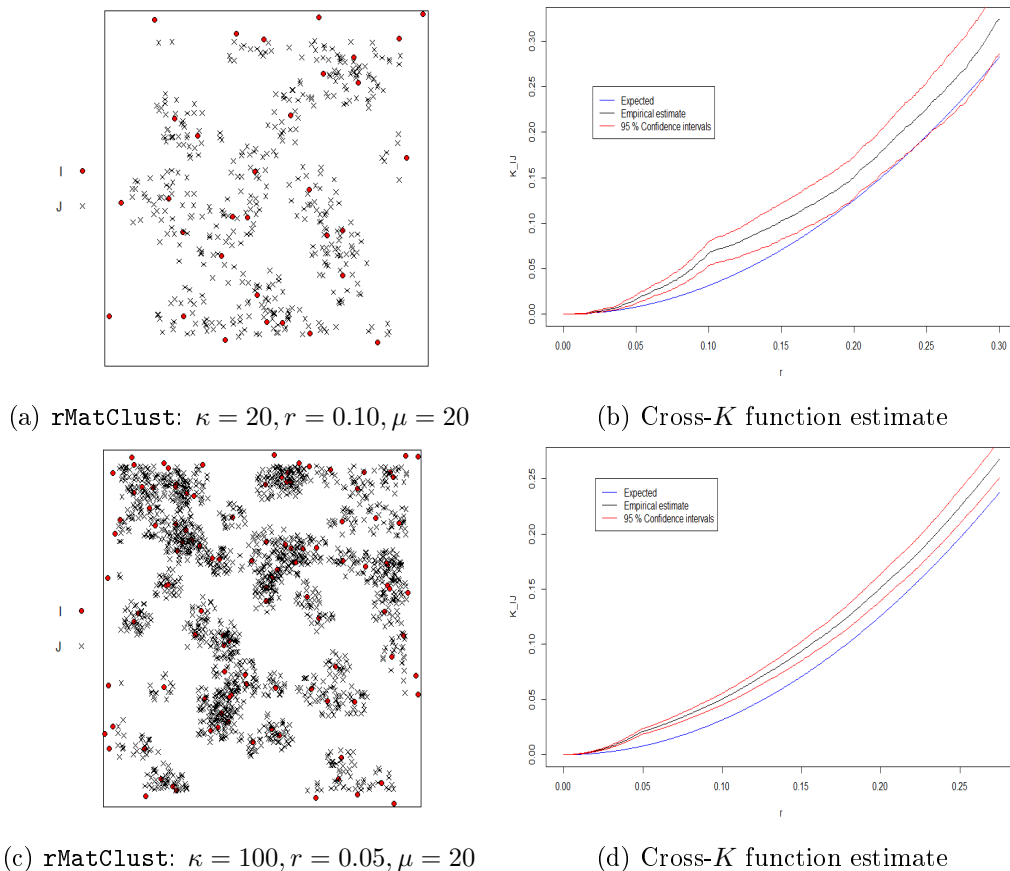 I
J
K_IJ
0.00
0.05
0.10
0.15
0.20
0.25
0.30
Expected
Empirical estimate
95 % Confidence intervals
0.00
0.05
0.10
0.15
0.20
0.25
0.30
r
(a) rMatClust: κ = 20, r = 0.10, μ = 20
(b) Cross-K function estimate
I
J
K_IJ
0.00
0.05
0.10
0.15
0.20
0.25
Expected
Empirical estimate
95 % Confidence intervals
0.00
0.05
0.10
0.15
0.20
0.25
r
(c) rMatClust: κ = 100, r = 0.05, μ = 20
(d) Cross-K function estimate